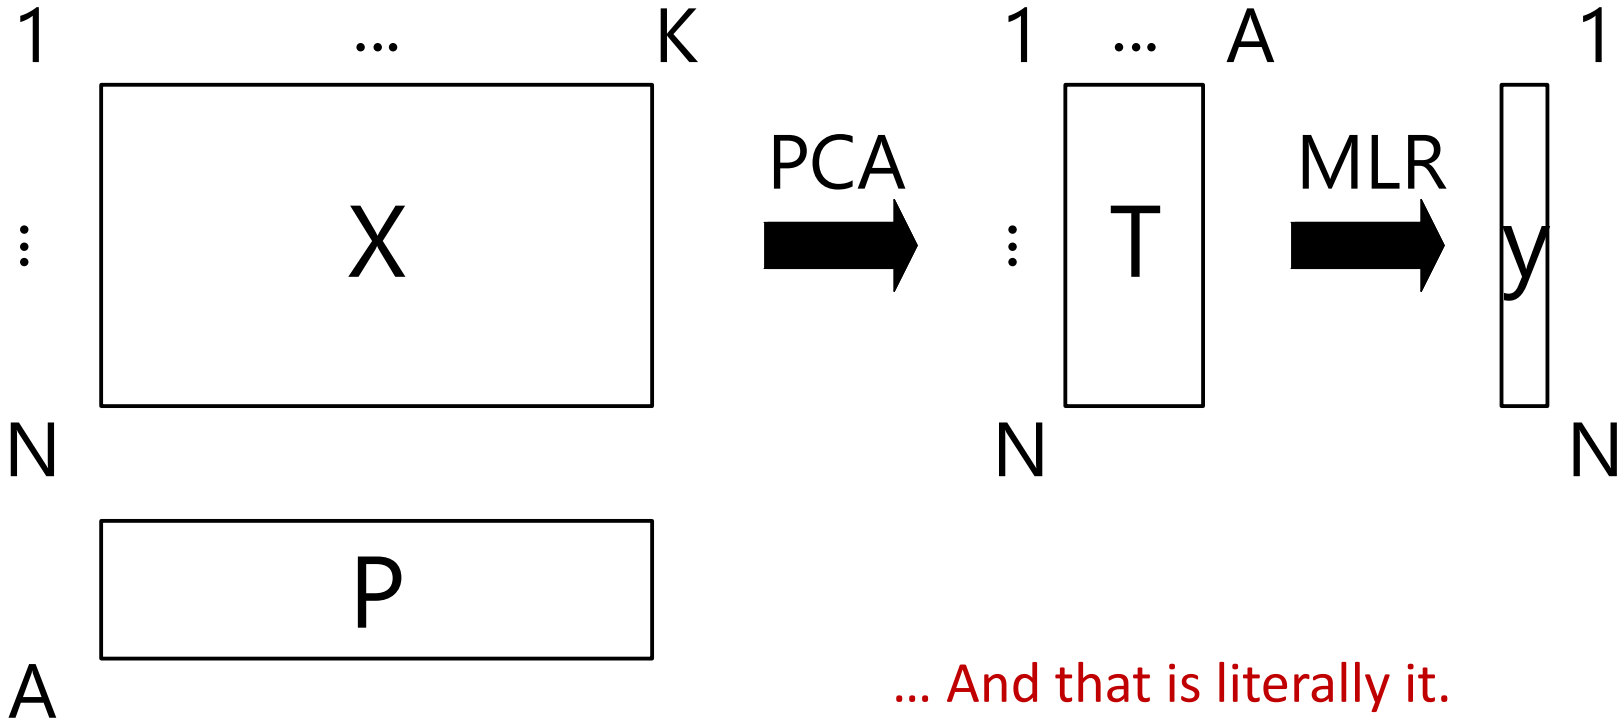 1 ... K
1 ... A
1
PCA
MLR
⋮ X
⋮ T
y
N
N
N
P
A
... And that is literally it.